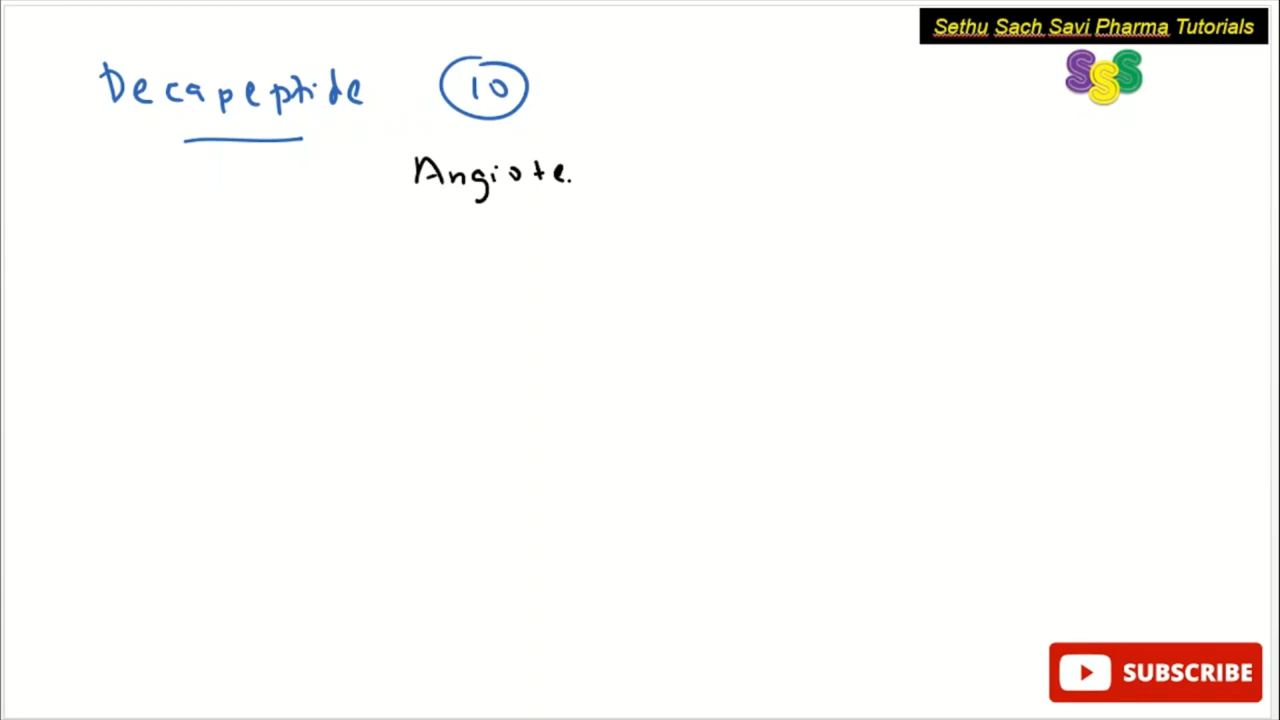 Sethu Sach Savi Pharma Tutorials
SSS
Decapeptide 10
Angiote
SUBSCRIBE